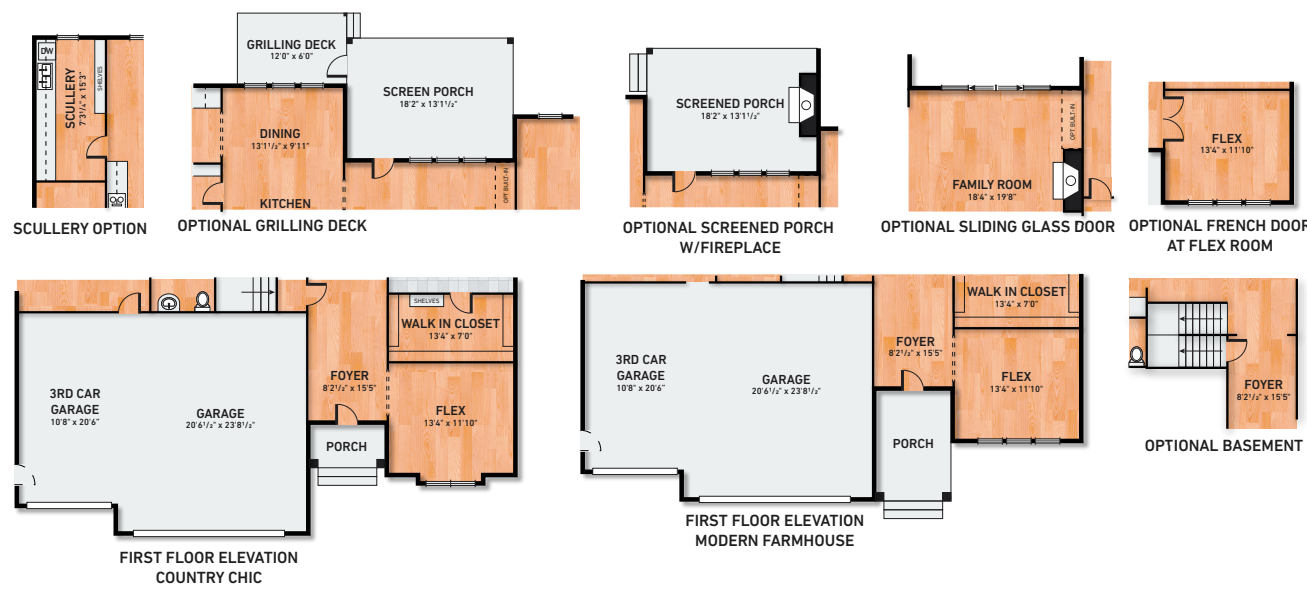 DW
SHELVES
SCULLERY
7'3¼" x 15'3"
SCULLERY OPTION
GRILLING DECK
12'0" x 6'0"
SCREEN PORCH
18'2" x 13'1½"
DINING
13'1½" x 9'11"
KITCHEN
OPT BUILT-IN
OPTIONAL GRILLING DECK
SCREENED PORCH
18'2" x 13'1½"
OPTIONAL SCREENED PORCH
W/FIREPLACE
OPT BUILT-IN
FAMILY ROOM
18'4" x 19'8"
OPTIONAL SLIDING GLASS DOOR
FLEX
13'4" x 11'10"
OPTIONAL FRENCH DOOR
AT FLEX ROOM
SHELVES
WALK IN CLOSET
13'4" x 7'0"
FOYER
8'2½" x 15'5"
3RD CAR
GARAGE
10'8" x 20'6"
GARAGE
20'6½" x 23'8½"
FLEX
13'4" x 11'10"
PORCH
FIRST FLOOR ELEVATION
COUNTRY CHIC
WALK IN CLOSET
13'4" x 7'0"
FOYER
8'2½" x 15'5"
3RD CAR
GARAGE
10'8" x 20'6"
GARAGE
20'6½" x 23'8½"
FLEX
13'4" x 11'10"
PORCH
FIRST FLOOR ELEVATION
MODERN FARMHOUSE
FOYER
8'2½" x 15'5"
OPTIONAL BASEMENT